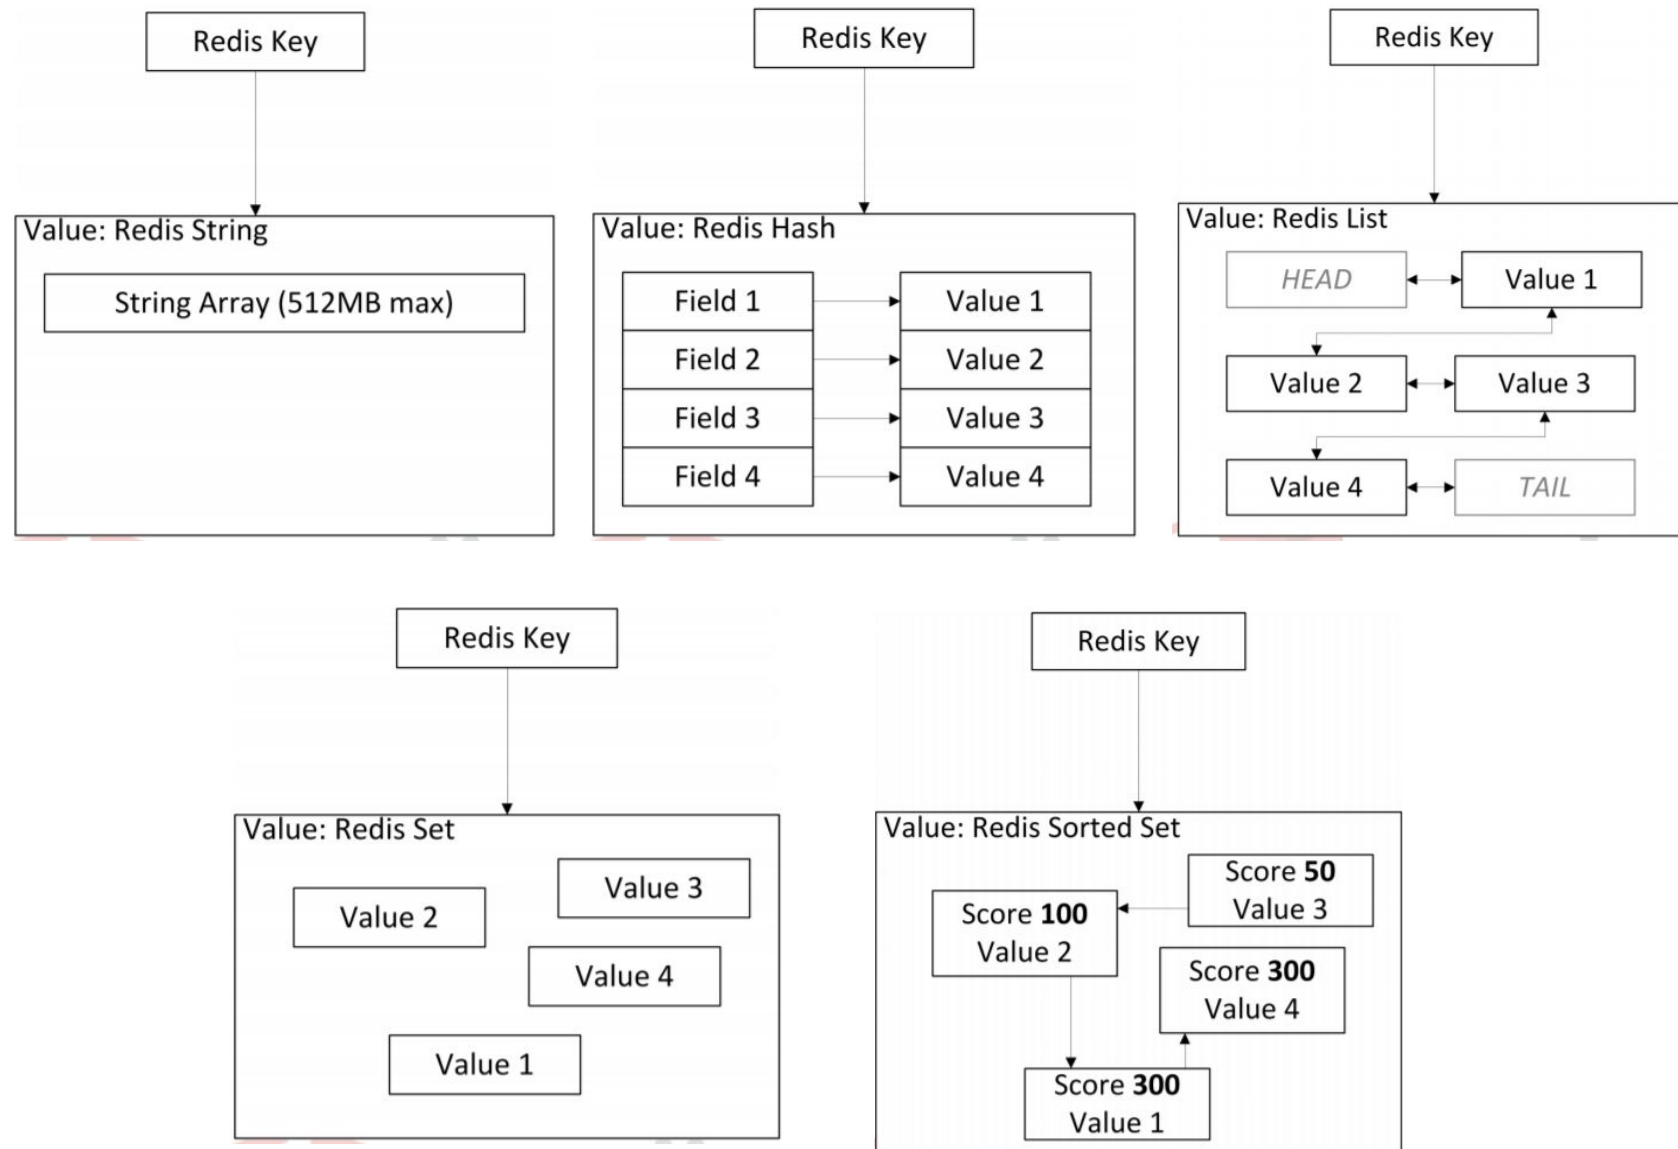 Redis Key
Value: Redis String
String Array (512MB max)
Redis Key
Value: Redis Hash
Field 1
Value 1
Field 2
Value 2
Field 3
Value 3
Field 4
Value 4
Redis Key
Value: Redis List
HEAD
Value 1
Value 2
Value 3
Value 4
TAIL
Redis Key
Value: Redis Set
Value 3
Value 2
Value 4
Value 1
Redis Key
Value: Redis Sorted Set
Score 50
Value 3
Score 100
Value 2
Score 300
Value 4
Score 300
Value 1